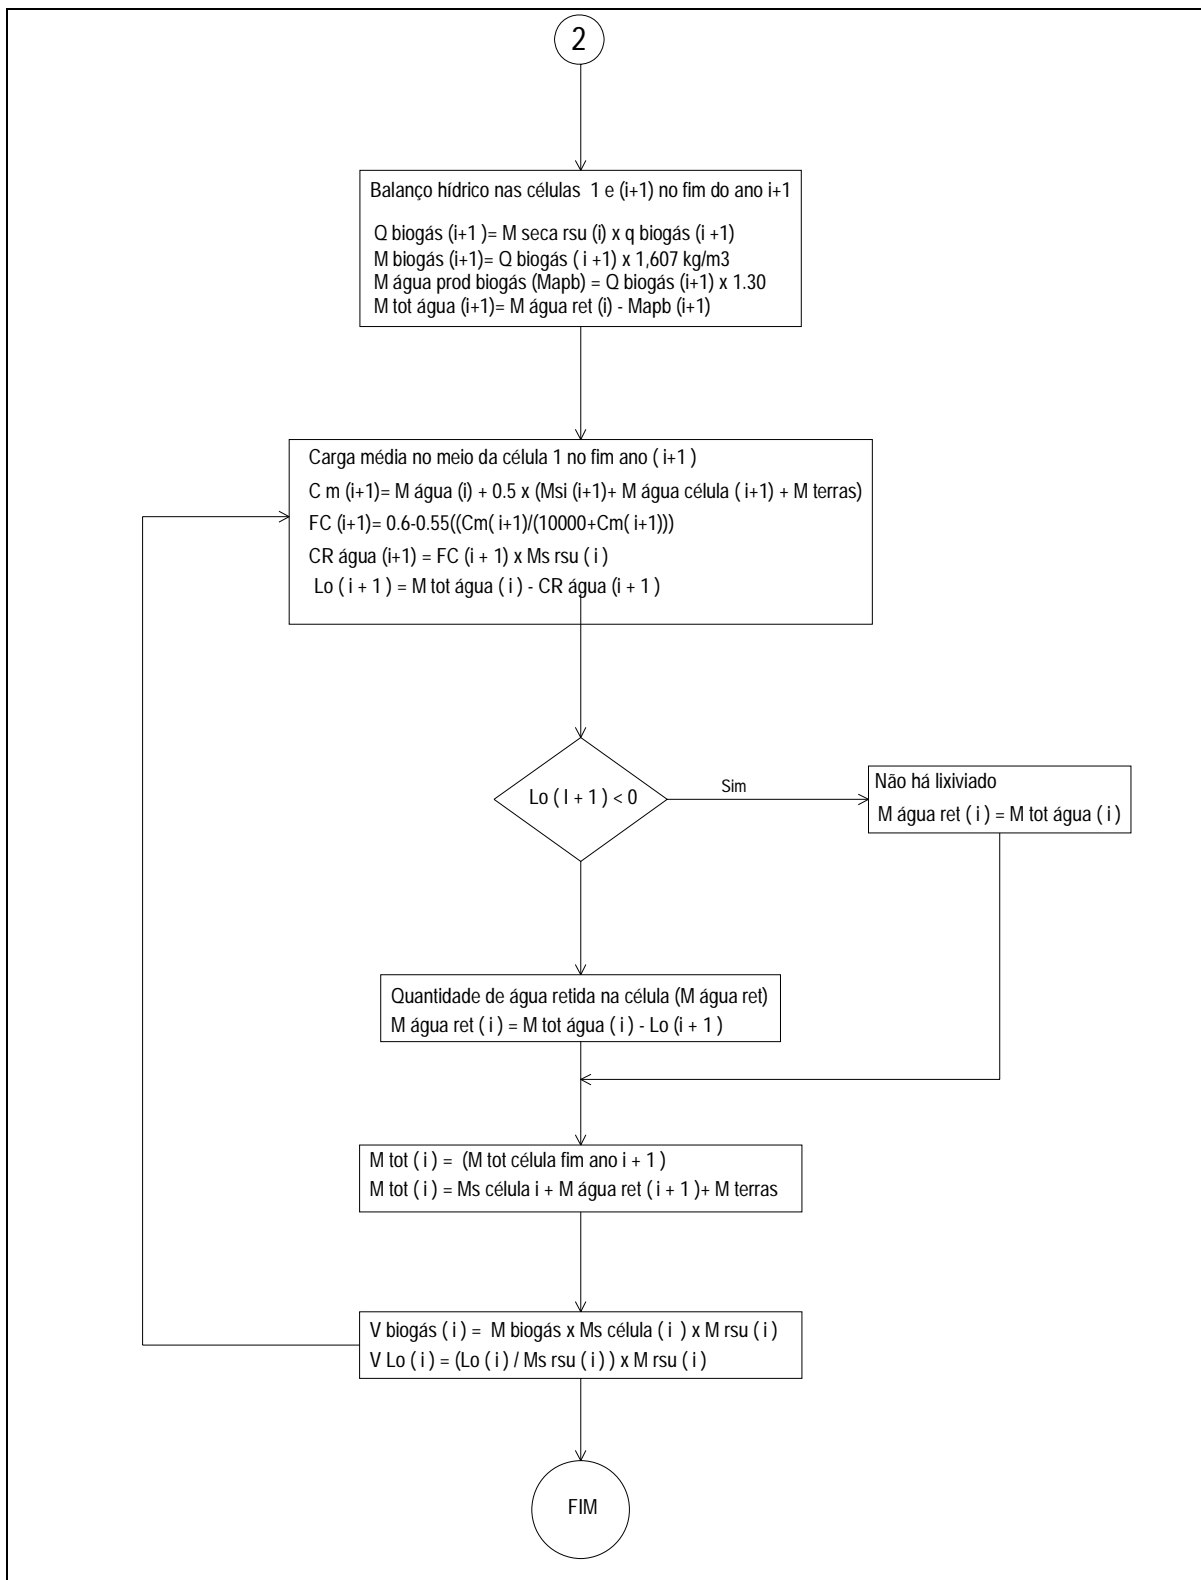 2
Balanço hídrico nas células 1 e (i+1) no fim do ano i+1
Q biogás (i+1 )= M seca rsu (i) x q biogás (i +1)
M biogás (i+1)= Q biogás ( i +1) x 1,607 kg/m3
M água prod biogás (Mapb) = Q biogás (i+1) x 1.30
M tot água (i+1)= M água ret (i) - Mapb (i+1)
Carga média no meio da célula 1 no fim ano ( i+1 )
C m (i+1)= M água (i) + 0.5 x (Msi (i+1)+ M água célula ( i+1) + M terras)
FC (i+1)= 0.6-0.55((Cm( i+1)/(10000+Cm( i+1)))
CR água (i+1) = FC (i + 1) x Ms rsu ( i )
Lo ( i + 1 ) = M tot água ( i ) - CR água (i + 1 )
Lo ( I + 1 ) < 0
Sim
Não há lixiviado
M água ret ( i ) = M tot água ( i )
Quantidade de água retida na célula (M água ret)
M água ret ( i ) = M tot água ( i ) - Lo (i + 1 )
M tot ( i ) = (M tot célula fim ano i + 1 )
M tot ( i ) = Ms célula i + M água ret ( i + 1 )+ M terras
V biogás ( i ) = M biogás x Ms célula ( i ) x M rsu ( i )
V Lo ( i ) = (Lo ( i ) / Ms rsu ( i ) ) x M rsu ( i )
FIM